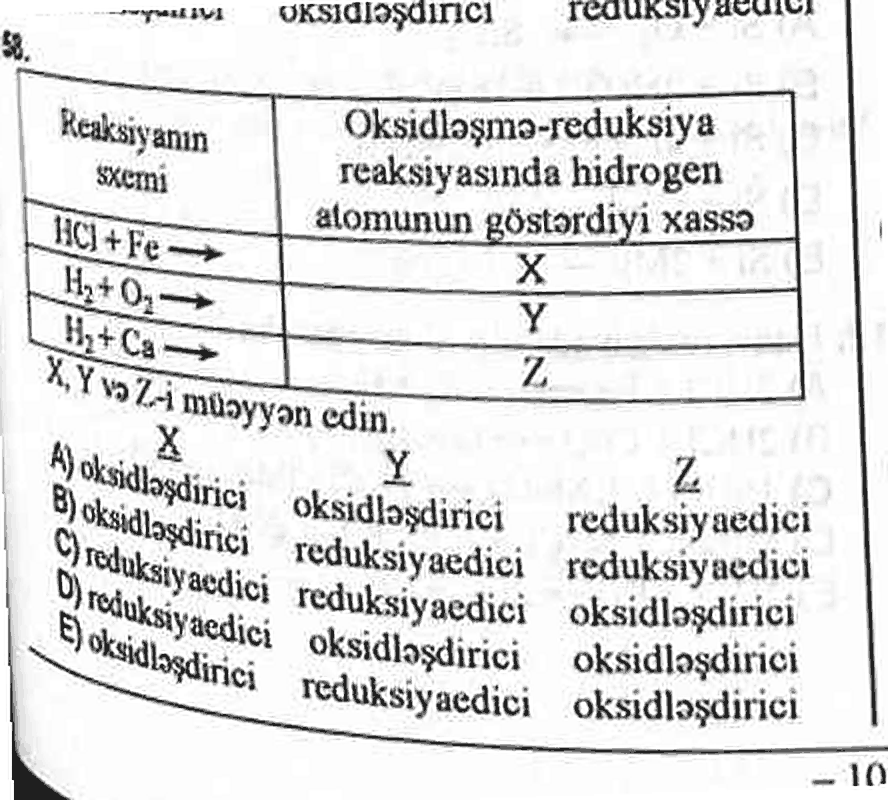 oksidləşdirici reduksiyaedici
58.
Reaksiyanın sxemi
Oksidləşmə-reduksiya
reaksiyasında hidrogen
atomunun göstərdiyi xassə
HCl + Fe → X
H₂ + O₂ → Y
H₂ + Ca → Z
X, Y və Z-i müəyyən edin.
X Y Z
A) oksidləşdirici oksidləşdirici reduksiyaedici
B) oksidləşdirici reduksiyaedici reduksiyaedici
C) reduksiyaedici reduksiyaedici oksidləşdirici
D) reduksiyaedici oksidləşdirici oksidləşdirici
E) oksidləşdirici reduksiyaedici oksidləşdirici
– 10